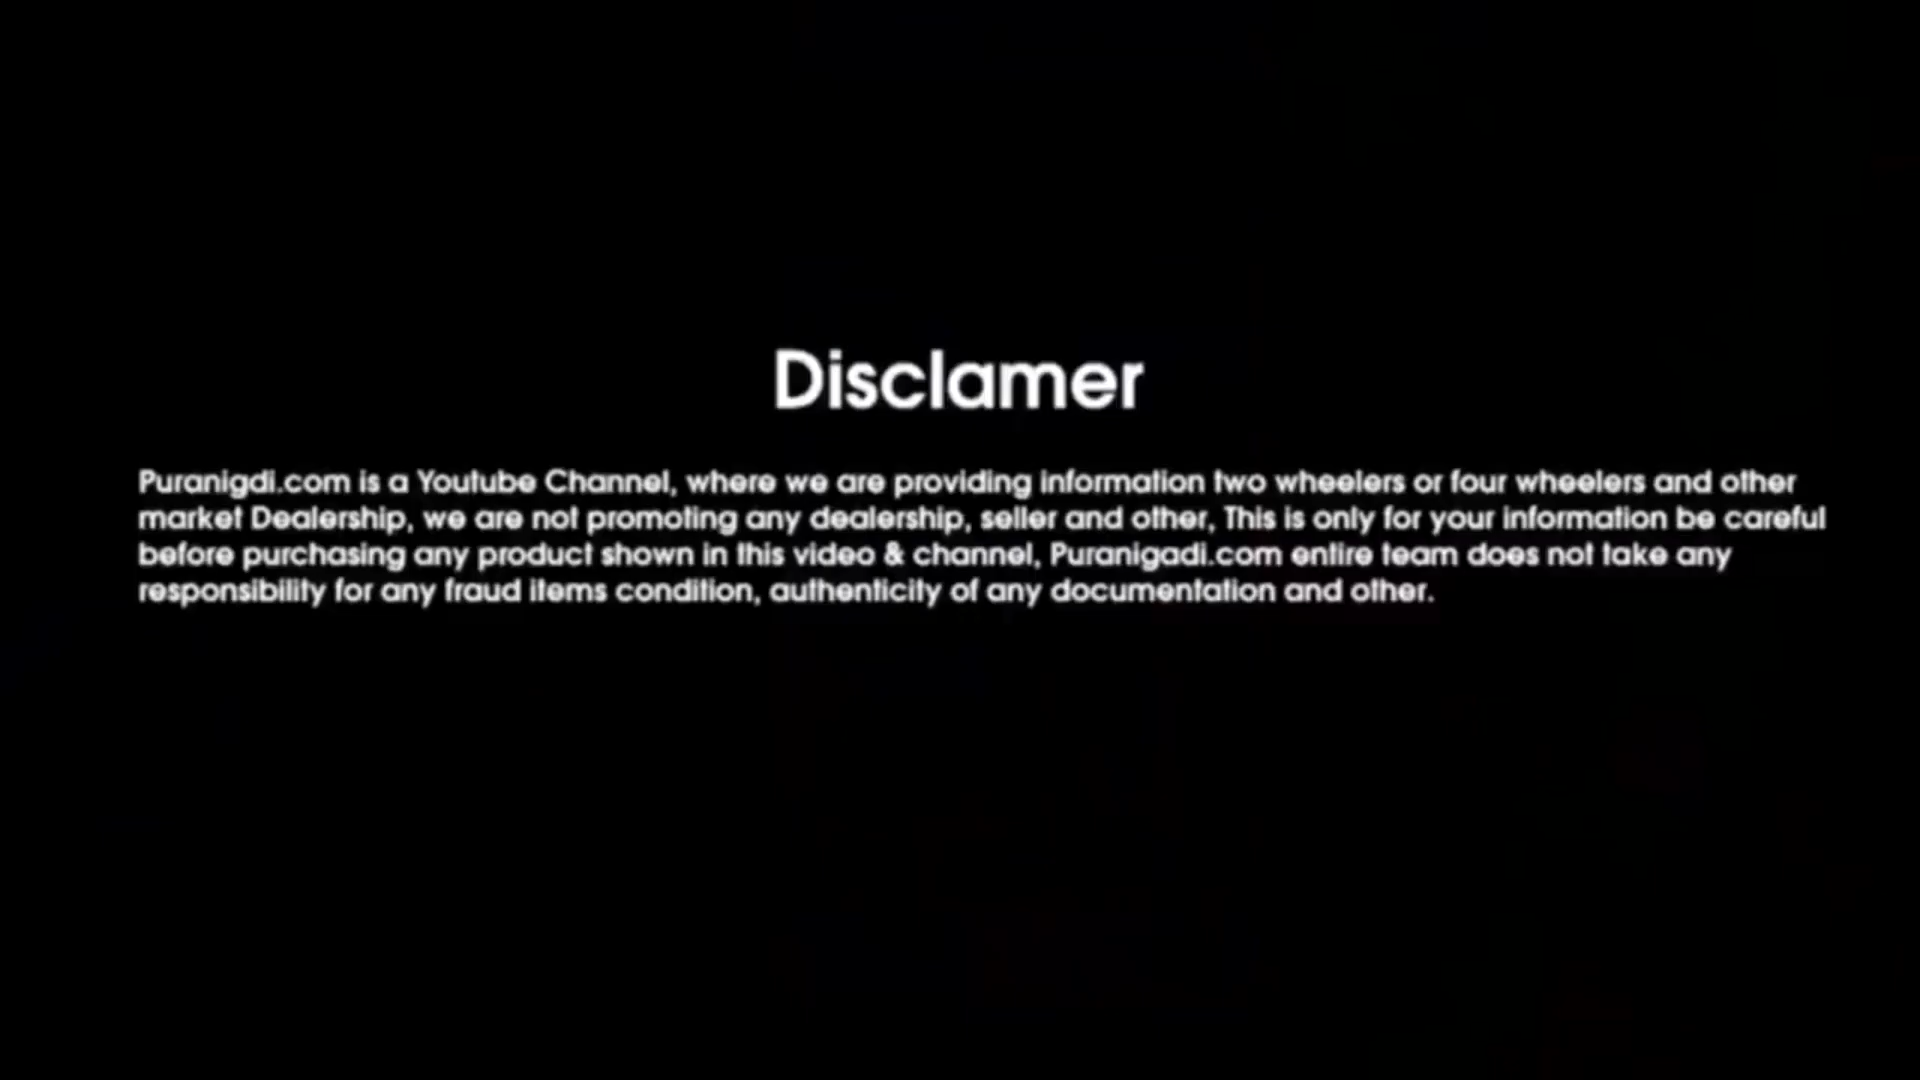 Disclamer
Puranigdi.com is a Youtube Channel, where we are providing information two wheelers or four wheelers and other
market Dealership, we are not promoting any dealership, seller and other, This is only for your information be careful
before purchasing any product shown in this video & channel, Puranigadi.com entire team does not take any
responsibility for any fraud items condition, authenticity of any documentation and other.